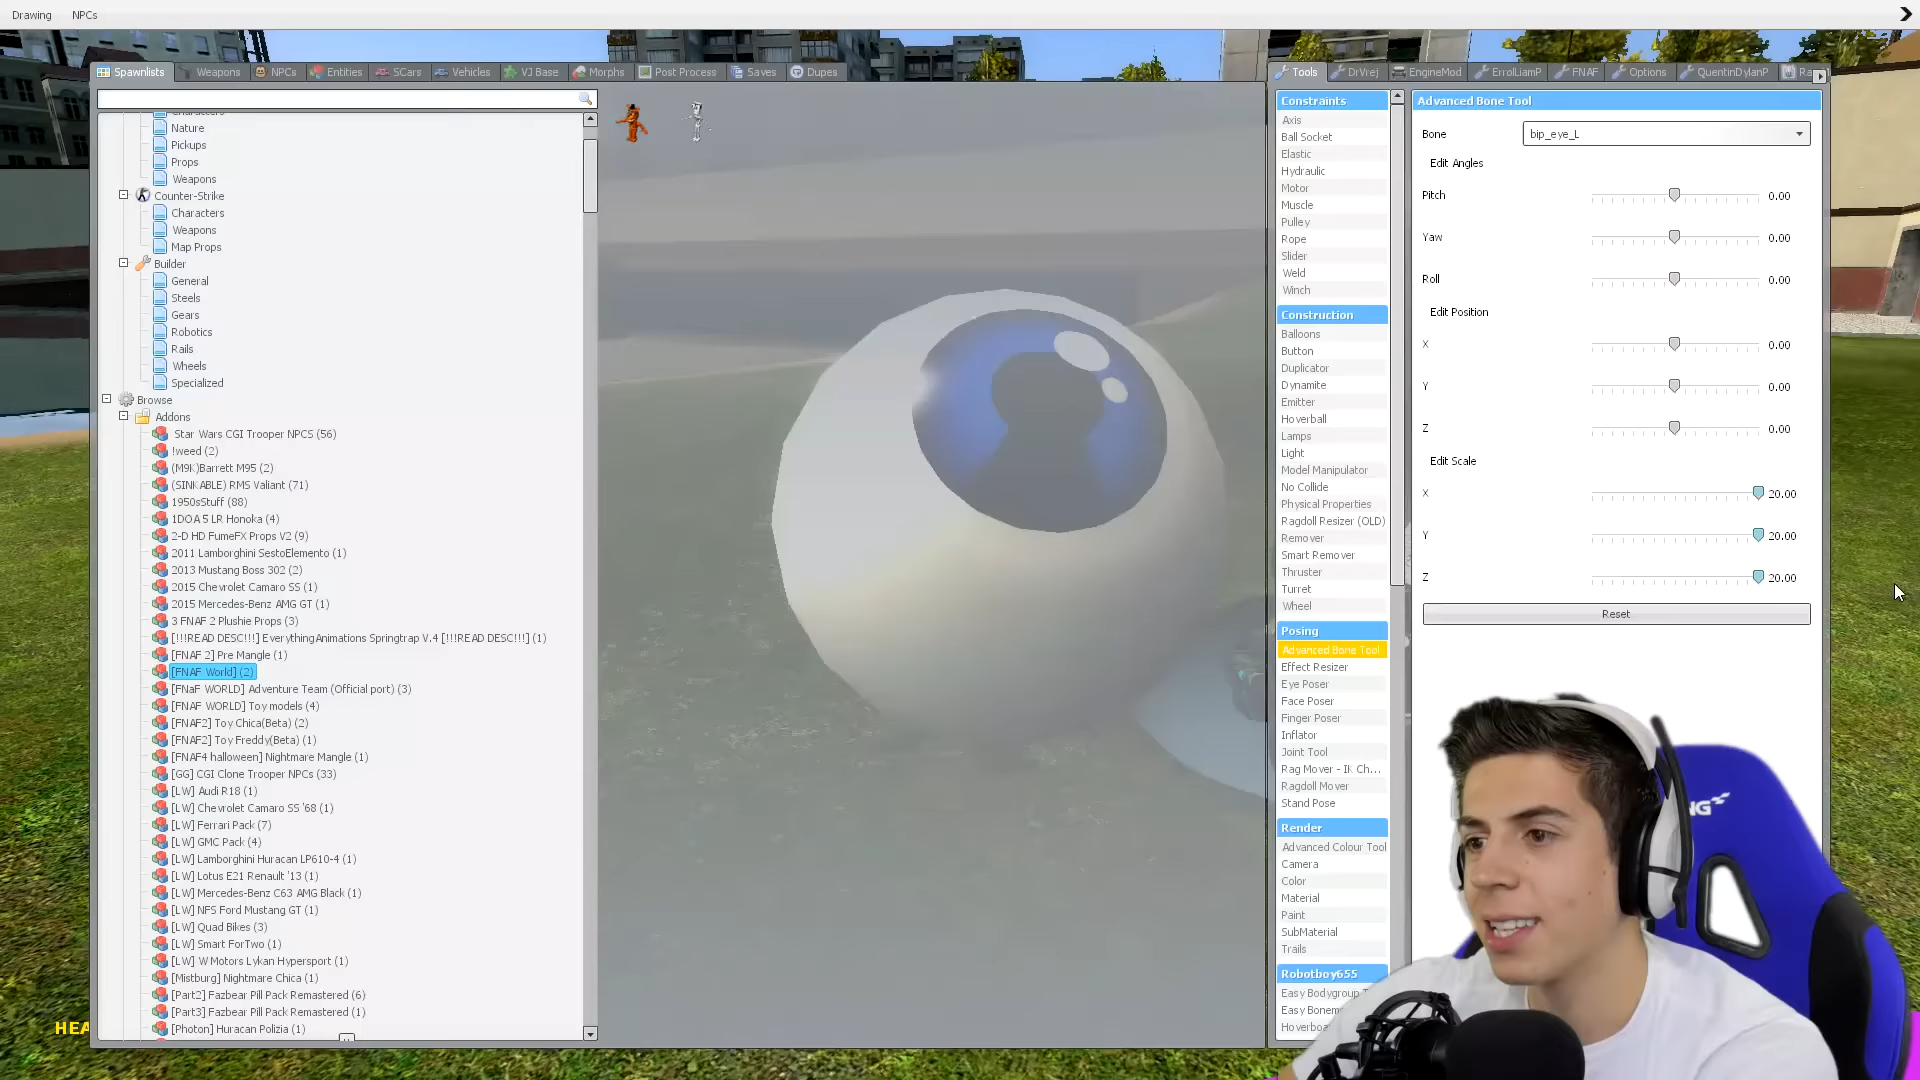 Drawing NPCs
Spawnlists Weapons NPCs Entities SCars Vehicles VJ Base Morphs Post Process Saves Dupes
Characters
Nature
Pickups
Props
Weapons
Counter-Strike
Characters
Weapons
Map Props
Builder
General
Steels
Gears
Robotics
Rails
Wheels
Specialized
Browse
Addons
Star Wars CGI Trooper NPCS (56)
!weed (2)
(M9K)Barrett M95 (2)
(SINKABLE) RMS Valiant (71)
1950sStuff (88)
1DOA 5 LR Honoka (4)
2-D HD FumeFX Props V2 (9)
2011 Lamborghini SestoElemento (1)
2013 Mustang Boss 302 (2)
2015 Chevrolet Camaro SS (1)
2015 Mercedes-Benz AMG GT (1)
3 FNAF 2 Plushie Props (3)
[!!!READ DESC!!!] EverythingAnimations Springtrap V.4 [!!!READ DESC!!!] (1)
[FNAF 2] Pre Mangle (1)
[FNAF World] (2)
[FNaF WORLD] Adventure Team (Official port) (3)
[FNAF WORLD] Toy models (4)
[FNAF2] Toy Chica(Beta) (2)
[FNAF2] Toy Freddy(Beta) (1)
[FNAF4 halloween] Nightmare Mangle (1)
[GG] CGI Clone Trooper NPCs (33)
[LW] Audi R18 (1)
[LW] Chevrolet Camaro SS '68 (1)
[LW] Ferrari Pack (7)
[LW] GMC Pack (4)
[LW] Lamborghini Huracan LP610-4 (1)
[LW] Lotus E21 Renault '13 (1)
[LW] Mercedes-Benz C63 AMG Black (1)
[LW] NFS Ford Mustang GT (1)
[LW] Quad Bikes (3)
[LW] Smart ForTwo (1)
[LW] W Motors Lykan Hypersport (1)
[Mistburg] Nightmare Chica (1)
[Part2] Fazbear Pill Pack Remastered (6)
[Part3] Fazbear Pill Pack Remastered (1)
[Photon] Huracan Polizia (1)
HEA
Tools DrVrej EngineMod ErrolLiamP FNAF Options QuentinDylanP Ra
Constraints
Axis
Ball Socket
Elastic
Hydraulic
Motor
Muscle
Pulley
Rope
Slider
Weld
Winch
Construction
Balloons
Button
Duplicator
Dynamite
Emitter
Hoverball
Lamps
Light
Model Manipulator
No Collide
Physical Properties
Ragdoll Resizer (OLD)
Remover
Smart Remover
Thruster
Turret
Wheel
Posing
Advanced Bone Tool
Effect Resizer
Eye Poser
Face Poser
Finger Poser
Inflator
Joint Tool
Rag Mover - IK Ch...
Ragdoll Mover
Stand Pose
Render
Advanced Colour Tool
Camera
Color
Material
Paint
SubMaterial
Trails
Robotboy655
Easy Bodygroup T
Easy Bonem
Hoverboa
Advanced Bone Tool
Bone bip_eye_L
Edit Angles
Pitch 0.00
Yaw 0.00
Roll 0.00
Edit Position
X 0.00
Y 0.00
Z 0.00
Edit Scale
X 20.00
Y 20.00
Z 20.00
Reset
NG